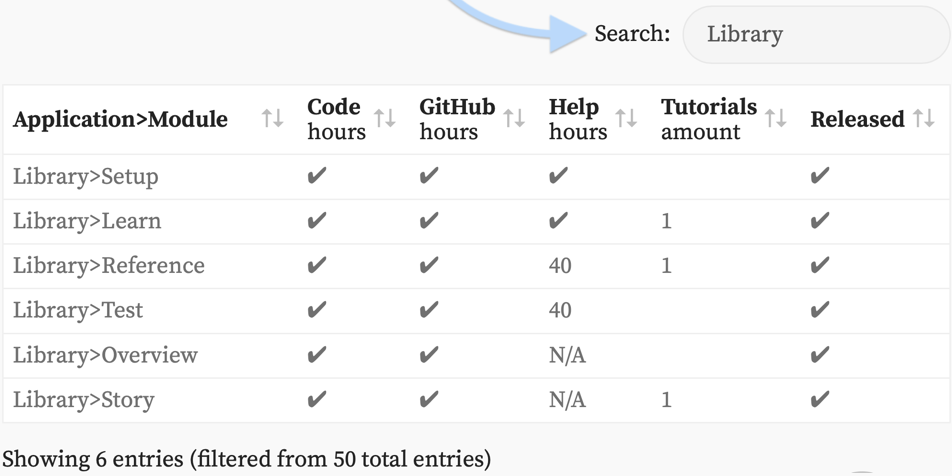 Search: Library
Application>Module ↑↓ Code hours ↑↓ GitHub hours ↑↓ Help hours ↑↓ Tutorials amount ↑↓ Released ↑↓
Library>Setup ✔ ✔ ✔ ✔
Library>Learn ✔ ✔ ✔ 1 ✔
Library>Reference ✔ ✔ 40 1 ✔
Library>Test ✔ ✔ 40 ✔
Library>Overview ✔ ✔ N/A ✔
Library>Story ✔ ✔ N/A 1 ✔
Showing 6 entries (filtered from 50 total entries)